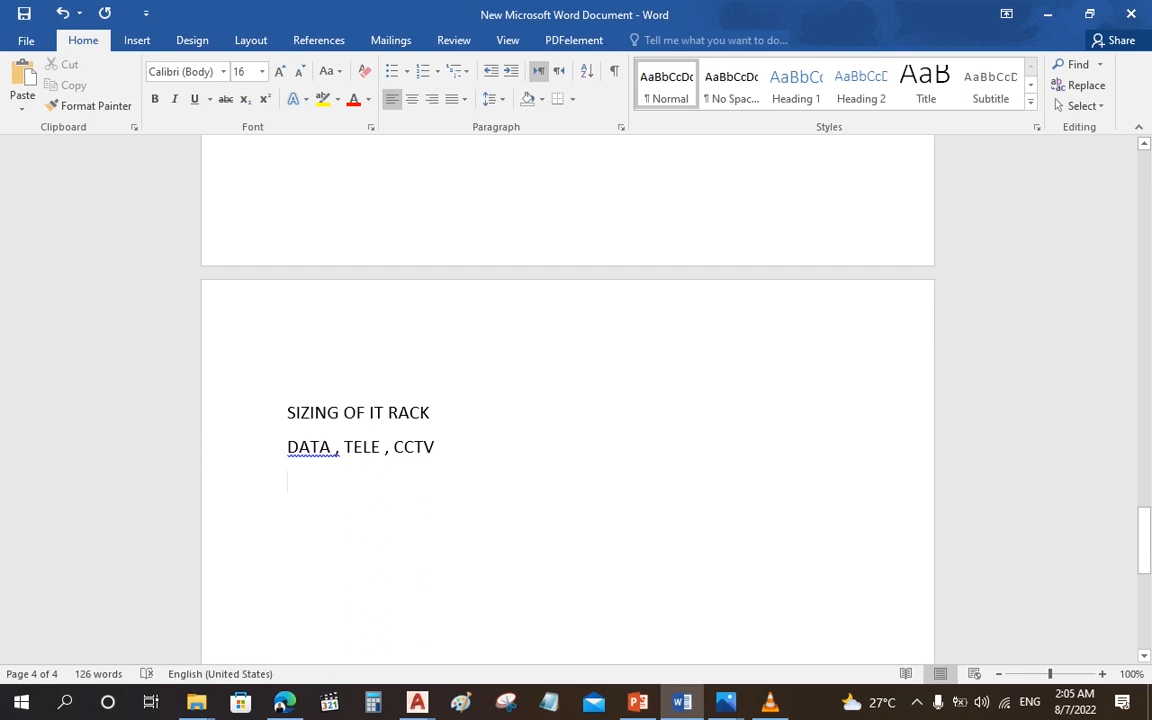 New Microsoft Word Document - Word
File Home Insert Design Layout References Mailings Review View PDFelement Tell me what you want to do... Share
Paste
Cut
Copy
Format Painter
Clipboard
Calibri (Body) 16
Font
Paragraph
AaBbCcDc AaBbCcDc AaBbCc AaBbCcD AaB AaBbCcD
¶ Normal ¶ No Spac... Heading 1 Heading 2 Title Subtitle
Styles
Find
Replace
Select
Editing
SIZING OF IT RACK
DATA , TELE , CCTV
Page 4 of 4 126 words English (United States) 100%
27°C ENG 2:05 AM
8/7/2022